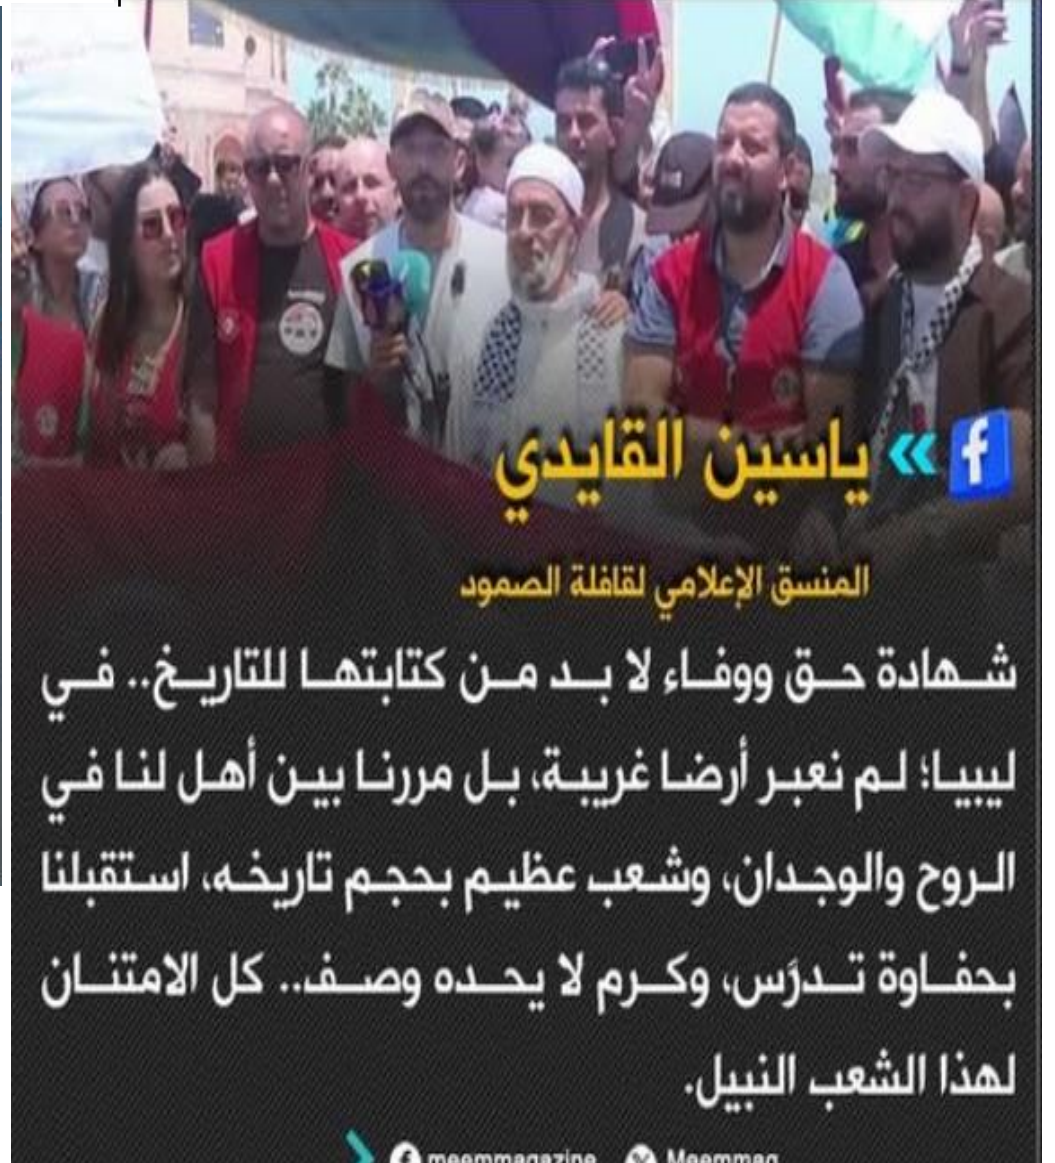 ياسين القايدي
المنسق الإعلامي لقافلة الصمود
شهادة حق ووفاء لا بد من كتابتها للتاريخ.. في
ليبيا؛ لم نعبر أرضا غريبة، بل مررنا بين أهل لنا في
الروح والوجدان، وشعب عظيم بحجم تاريخه، استقبلنا
بحفاوة تدرَّس، وكرم لا يحده وصف.. كل الامتنان
لهذا الشعب النبيل.
meemmagazine Meemmag